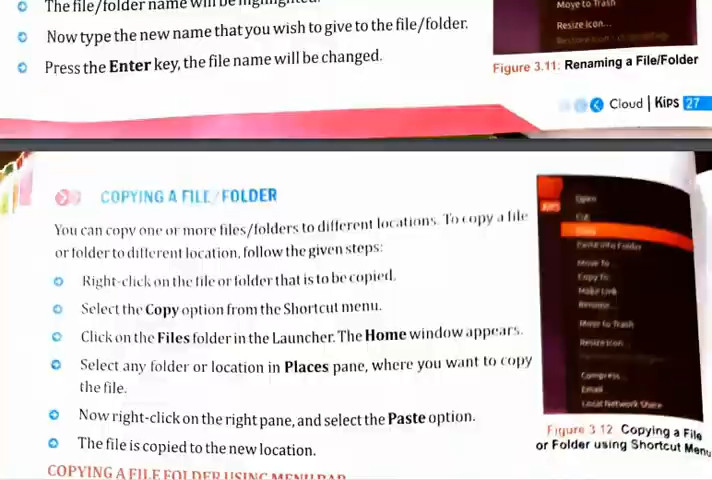 The file/folder name will be highlighted.
Now type the new name that you wish to give to the file/folder.
Press the Enter key, the file name will be changed.
Move to Trash
Resize Icon...
Figure 3.11: Renaming a File/Folder
Cloud | Kips 27
COPYING A FILE/FOLDER
You can copy one or more files/folders to different locations. To copy a file
or folder to different location, follow the given steps:
Right-click on the file or folder that is to be copied.
Select the Copy option from the Shortcut menu.
Click on the Files folder in the Launcher. The Home window appears.
Select any folder or location in Places pane, where you want to copy
the file.
Now right-click on the right pane, and select the Paste option.
The file is copied to the new location.
COPYING A FILE FOLDER USING MENU BAR
Open
Cut
Copy
Paste Into Folder
Move To...
Copy To...
Make Link
Rename...
Move to Trash
Resize Icon...
Compress...
Email
Local Network Share
Figure 3.12 Copying a File
or Folder using Shortcut Menu